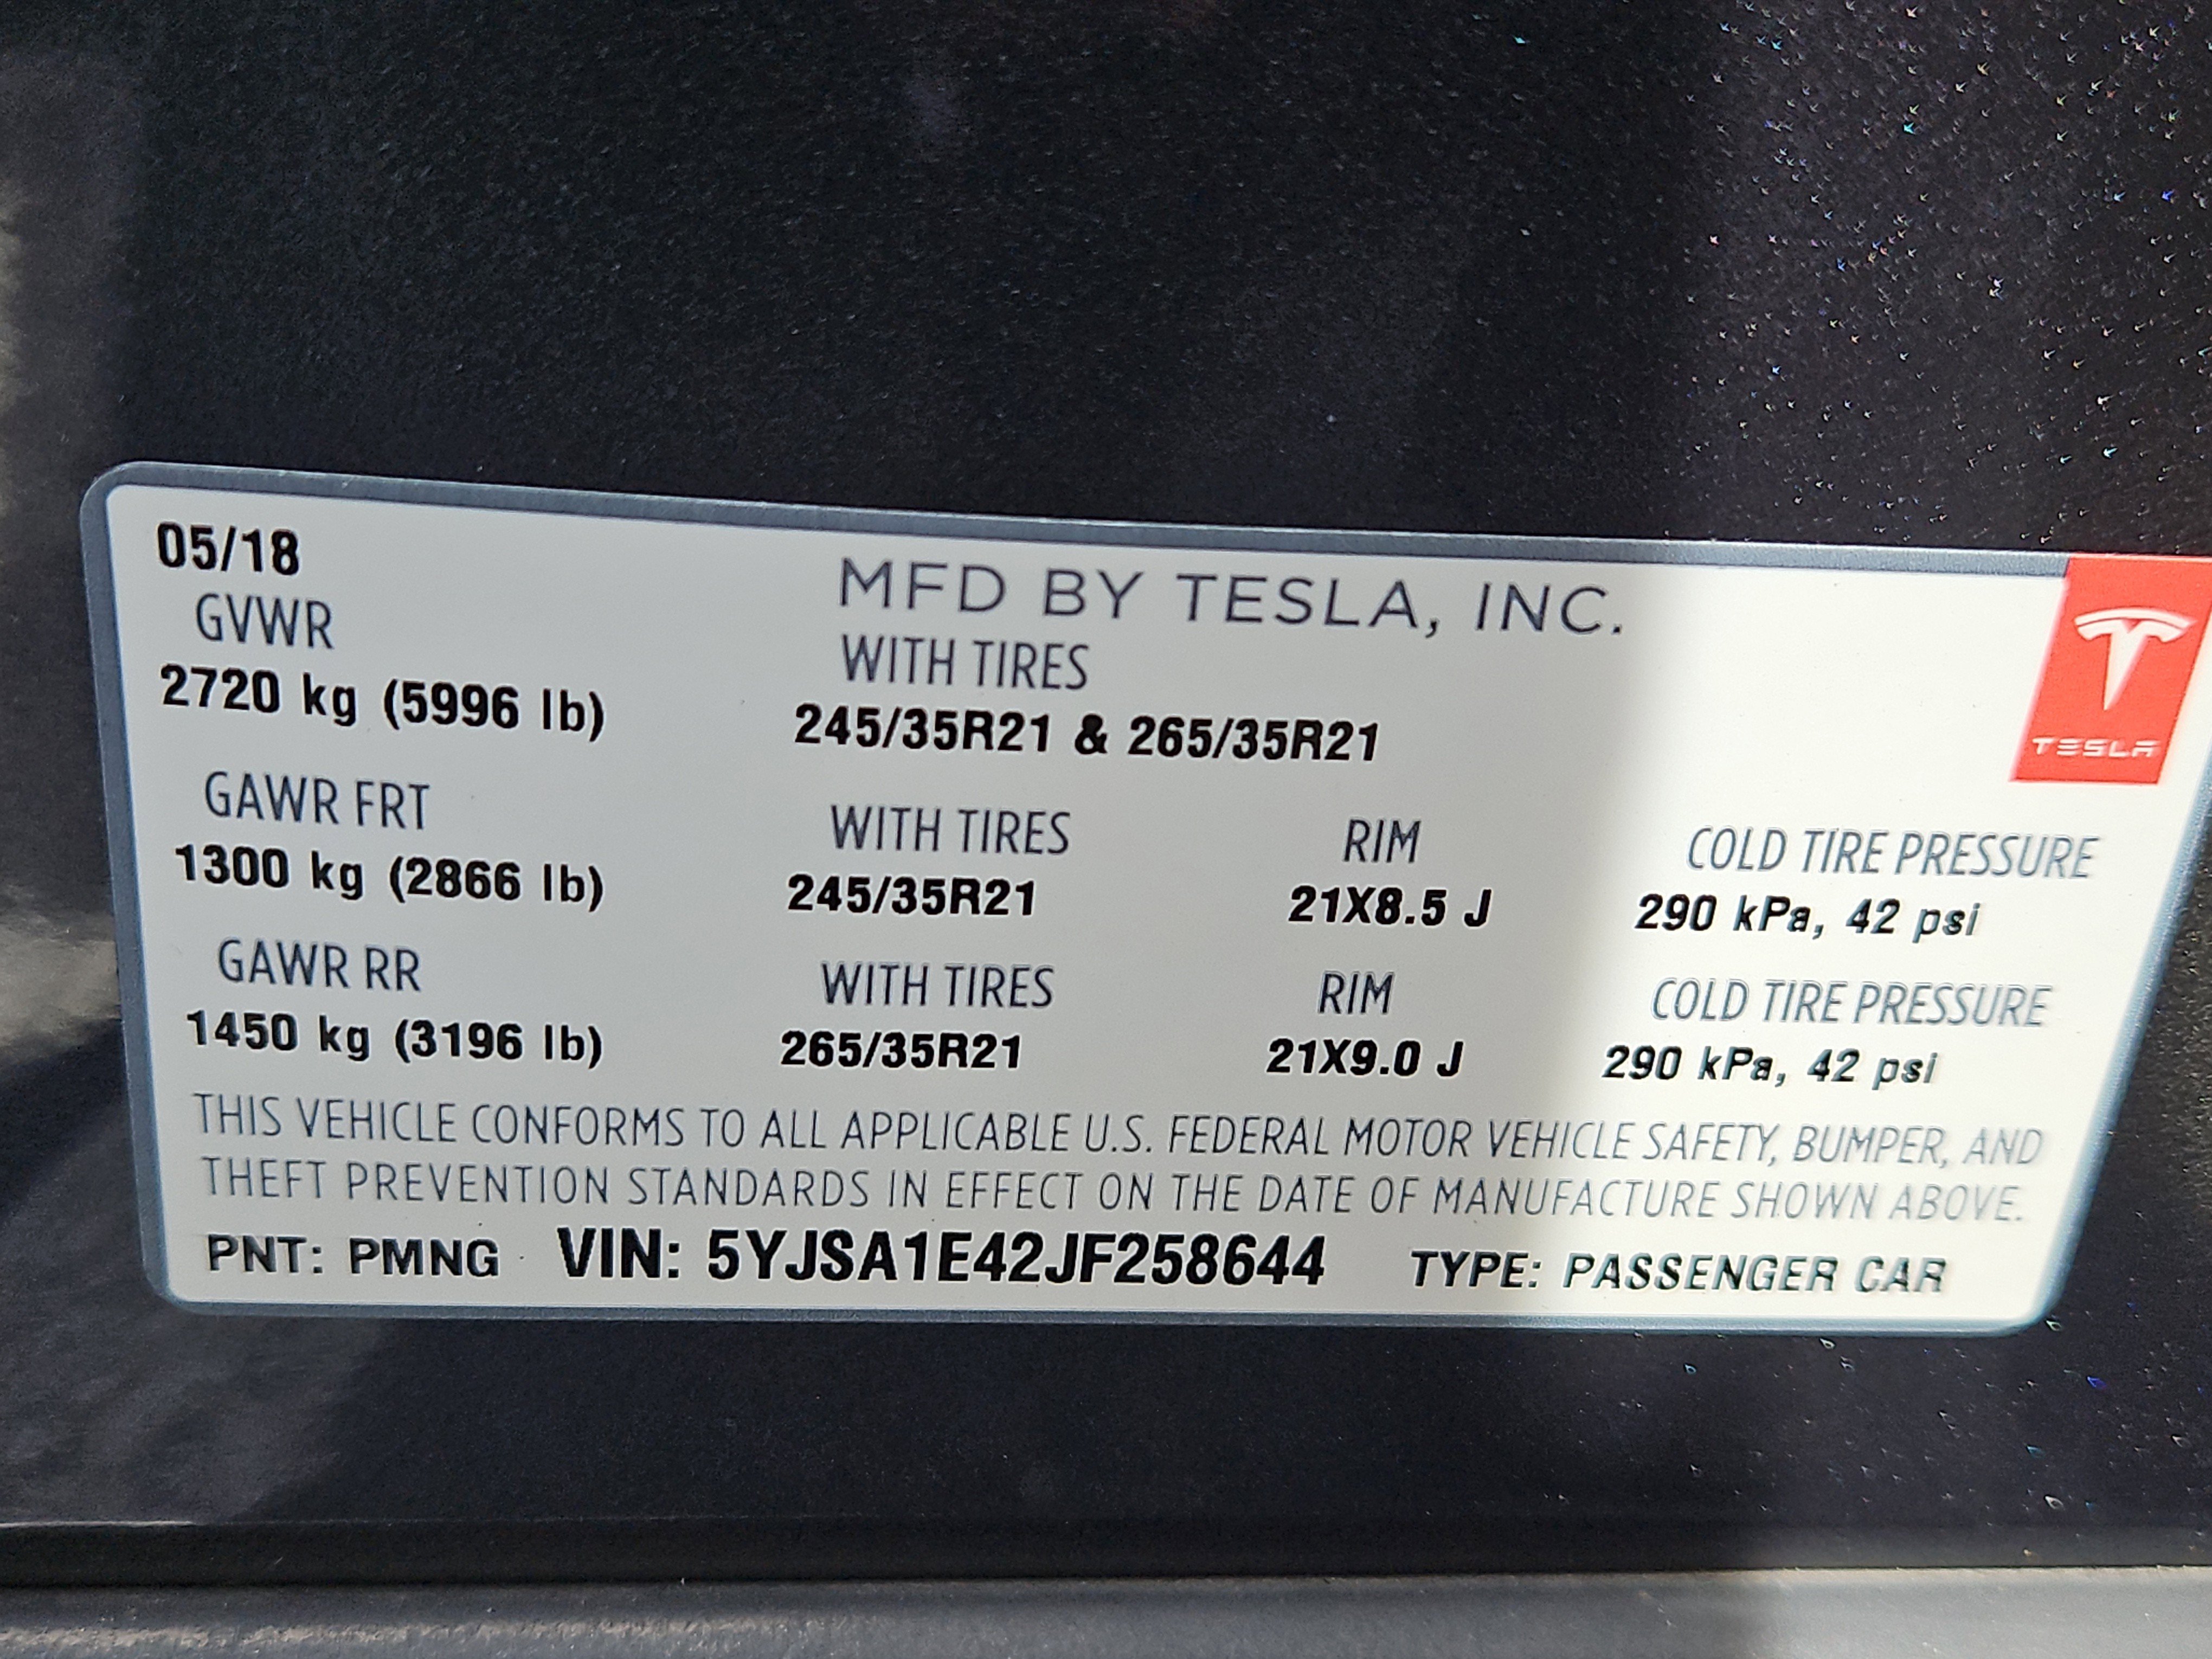 05/18
MFD BY TESLA, INC.
GVWR WITH TIRES
2720 kg (5996 lb) 245/35R21 & 265/35R21
TESLA
GAWR FRT WITH TIRES RIM COLD TIRE PRESSURE
1300 kg (2866 lb) 245/35R21 21X8.5 J 290 kPa, 42 psi
GAWR RR WITH TIRES RIM COLD TIRE PRESSURE
1450 kg (3196 lb) 265/35R21 21X9.0 J 290 kPa, 42 psi
THIS VEHICLE CONFORMS TO ALL APPLICABLE U.S. FEDERAL MOTOR VEHICLE SAFETY, BUMPER, AND
THEFT PREVENTION STANDARDS IN EFFECT ON THE DATE OF MANUFACTURE SHOWN ABOVE.
PNT: PMNG VIN: 5YJSA1E42JF258644 TYPE: PASSENGER CAR